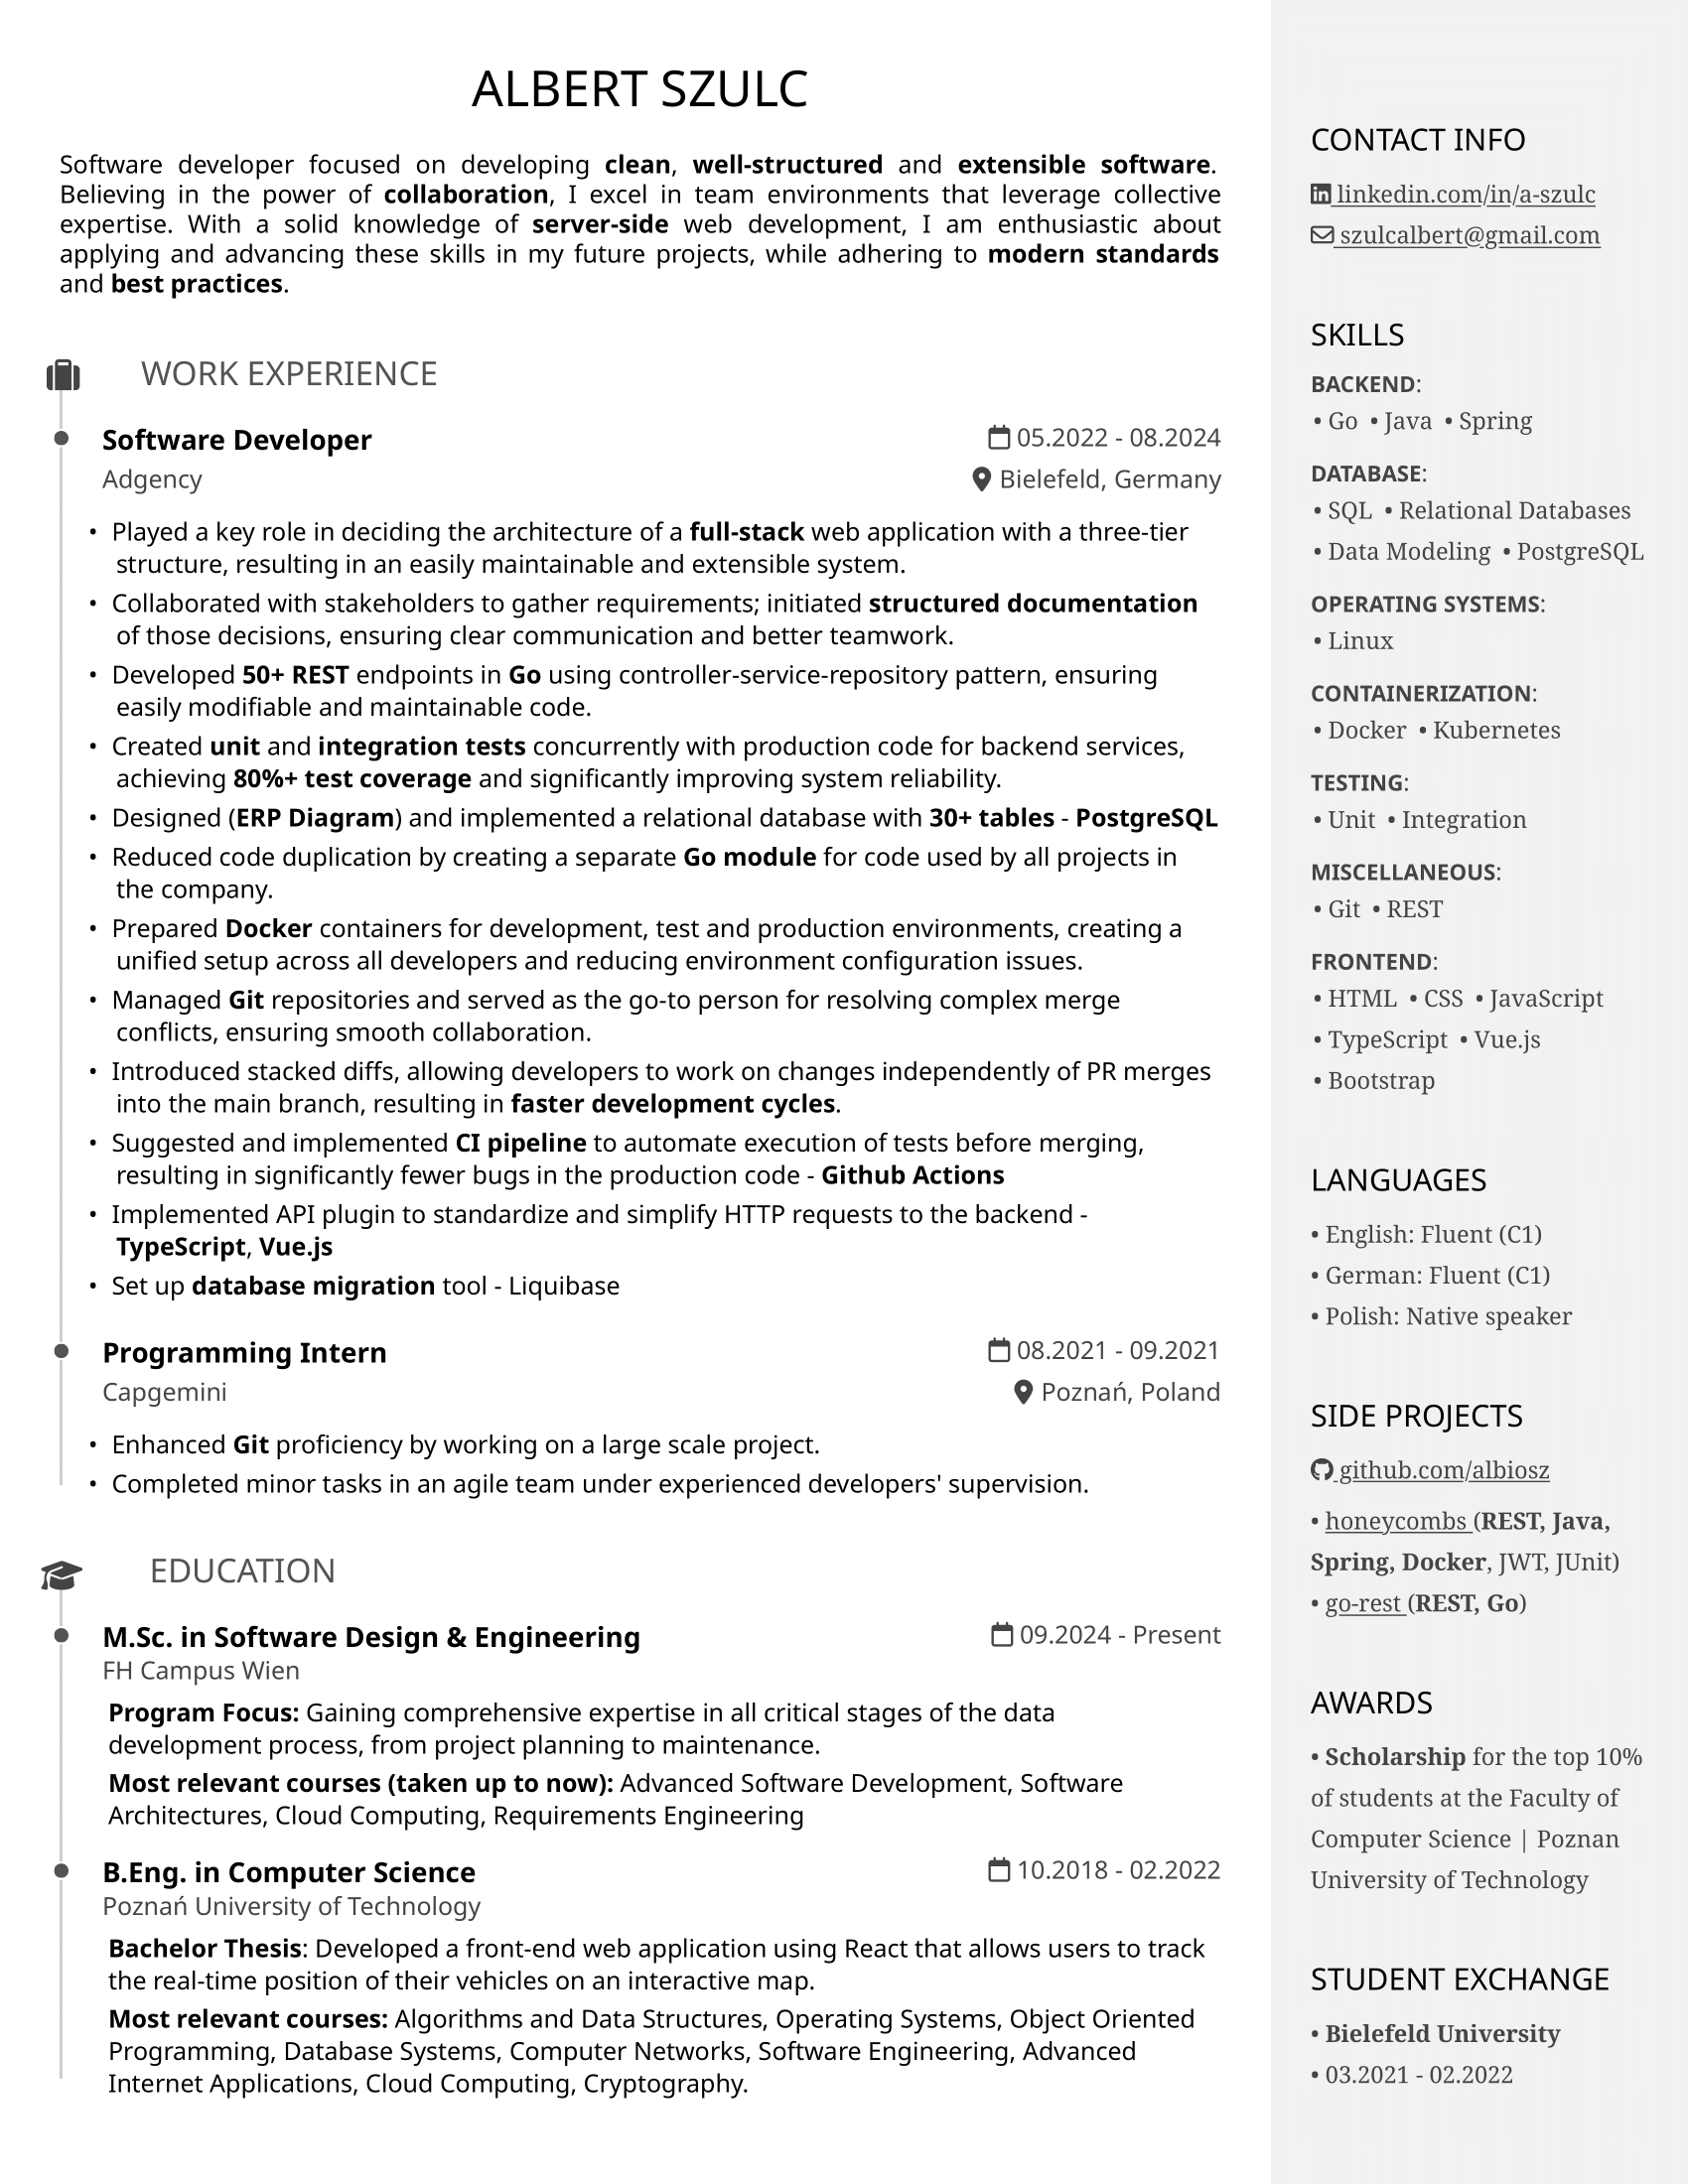 ALBERT SZULC
Software developer focused on developing clean, well-structured and extensible software.
Believing in the power of collaboration, I excel in team environments that leverage collective
expertise. With a solid knowledge of server-side web development, I am enthusiastic about
applying and advancing these skills in my future projects, while adhering to modern standards
and best practices.
WORK EXPERIENCE
Software Developer
05.2022 - 08.2024
Adgency
Bielefeld, Germany
• Played a key role in deciding the architecture of a full-stack web application with a three-tier
structure, resulting in an easily maintainable and extensible system.
• Collaborated with stakeholders to gather requirements; initiated structured documentation
of those decisions, ensuring clear communication and better teamwork.
• Developed 50+ REST endpoints in Go using controller-service-repository pattern, ensuring
easily modifiable and maintainable code.
• Created unit and integration tests concurrently with production code for backend services,
achieving 80%+ test coverage and significantly improving system reliability.
• Designed (ERP Diagram) and implemented a relational database with 30+ tables - PostgreSQL
• Reduced code duplication by creating a separate Go module for code used by all projects in
the company.
• Prepared Docker containers for development, test and production environments, creating a
unified setup across all developers and reducing environment configuration issues.
• Managed Git repositories and served as the go-to person for resolving complex merge
conflicts, ensuring smooth collaboration.
• Introduced stacked diffs, allowing developers to work on changes independently of PR merges
into the main branch, resulting in faster development cycles.
• Suggested and implemented CI pipeline to automate execution of tests before merging,
resulting in significantly fewer bugs in the production code - Github Actions
• Implemented API plugin to standardize and simplify HTTP requests to the backend -
TypeScript, Vue.js
• Set up database migration tool - Liquibase
Programming Intern
08.2021 - 09.2021
Capgemini
Poznań, Poland
• Enhanced Git proficiency by working on a large scale project.
• Completed minor tasks in an agile team under experienced developers' supervision.
EDUCATION
M.Sc. in Software Design & Engineering
09.2024 - Present
FH Campus Wien
Program Focus: Gaining comprehensive expertise in all critical stages of the data
development process, from project planning to maintenance.
Most relevant courses (taken up to now): Advanced Software Development, Software
Architectures, Cloud Computing, Requirements Engineering
B.Eng. in Computer Science
10.2018 - 02.2022
Poznań University of Technology
Bachelor Thesis: Developed a front-end web application using React that allows users to track
the real-time position of their vehicles on an interactive map.
Most relevant courses: Algorithms and Data Structures, Operating Systems, Object Oriented
Programming, Database Systems, Computer Networks, Software Engineering, Advanced
Internet Applications, Cloud Computing, Cryptography.
CONTACT INFO
linkedin.com/in/a-szulc
szulcalbert@gmail.com
SKILLS
BACKEND:
• Go • Java • Spring
DATABASE:
• SQL • Relational Databases
• Data Modeling • PostgreSQL
OPERATING SYSTEMS:
• Linux
CONTAINERIZATION:
• Docker • Kubernetes
TESTING:
• Unit • Integration
MISCELLANEOUS:
• Git • REST
FRONTEND:
• HTML • CSS • JavaScript
• TypeScript • Vue.js
• Bootstrap
LANGUAGES
• English: Fluent (C1)
• German: Fluent (C1)
• Polish: Native speaker
SIDE PROJECTS
github.com/albiosz
• honeycombs (REST, Java,
Spring, Docker, JWT, JUnit)
• go-rest (REST, Go)
AWARDS
• Scholarship for the top 10%
of students at the Faculty of
Computer Science | Poznan
University of Technology
STUDENT EXCHANGE
• Bielefeld University
• 03.2021 - 02.2022